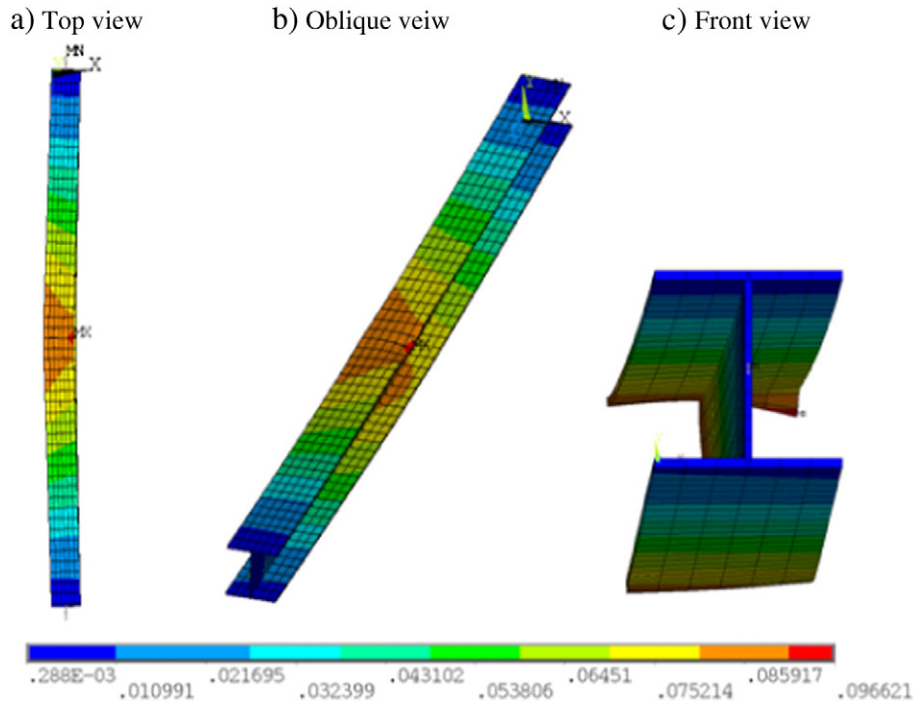 a) Top view
b) Oblique veiw
c) Front view
MN
X
MX
Y
X
.288E-03
.010991
.021695
.032399
.043102
.053806
.06451
.075214
.085917
.096621